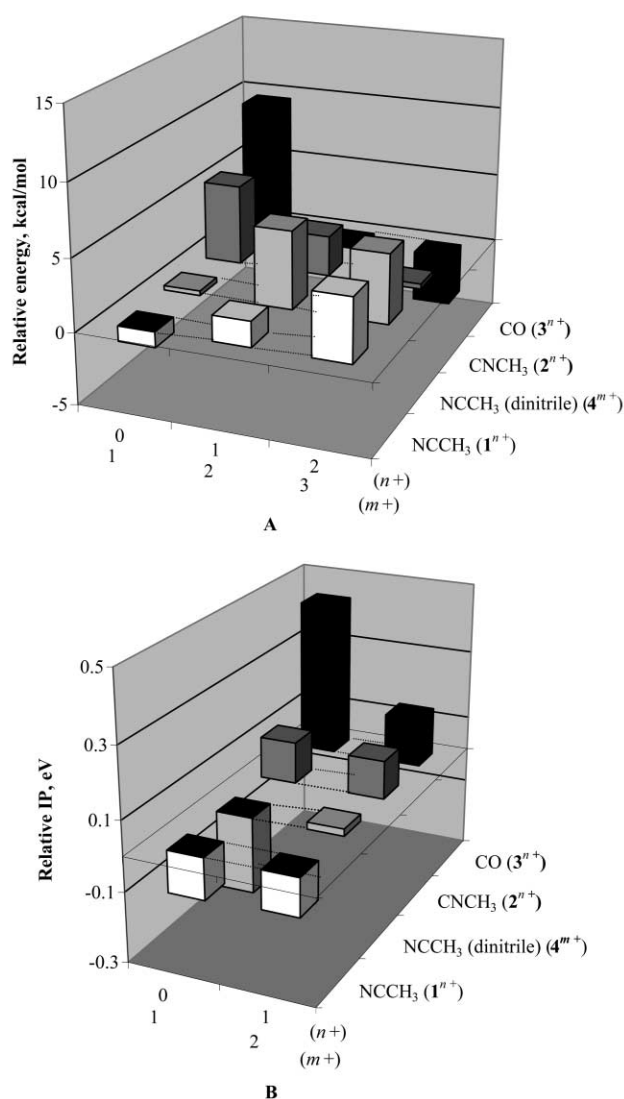 15
10
5
0
-5
Relative energy, kcal/mol
CO (3ⁿ⁺)
CNCH₃ (2ⁿ⁺)
NCCH₃ (dinitrile) (4ᵐ⁺)
NCCH₃ (1ⁿ⁺)
0 1 2 (n+)
1 2 3 (m+)
A
0.5
0.3
0.1
-0.1
-0.3
Relative IP, eV
CO (3ⁿ⁺)
CNCH₃ (2ⁿ⁺)
NCCH₃ (dinitrile) (4ᵐ⁺)
NCCH₃ (1ⁿ⁺)
0 1 (n+)
1 2 (m+)
B